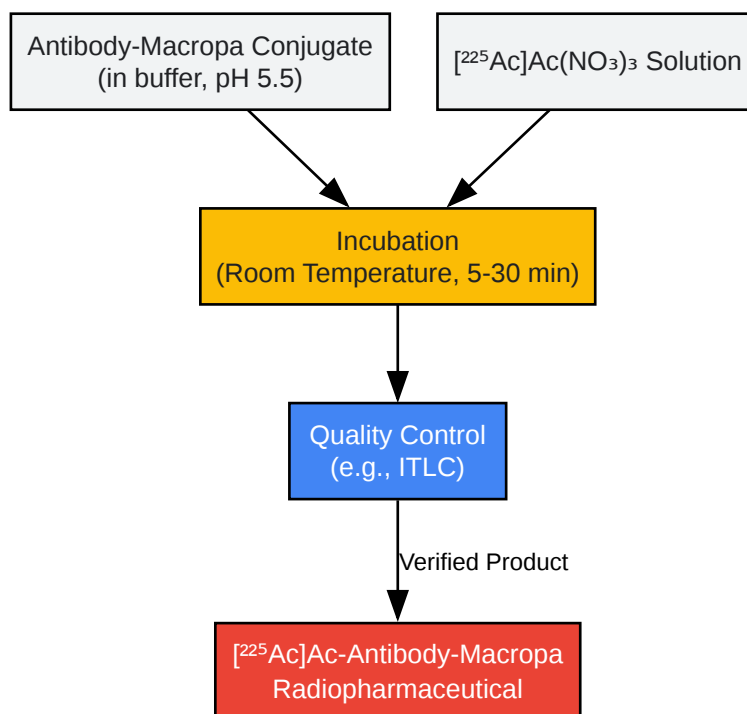 Antibody-Macropa Conjugate
(in buffer, pH 5.5)
[²²⁵Ac]Ac(NO₃)₃ Solution
Incubation
(Room Temperature, 5-30 min)
Quality Control
(e.g., ITLC)
Verified Product
[²²⁵Ac]Ac-Antibody-Macropa
Radiopharmaceutical